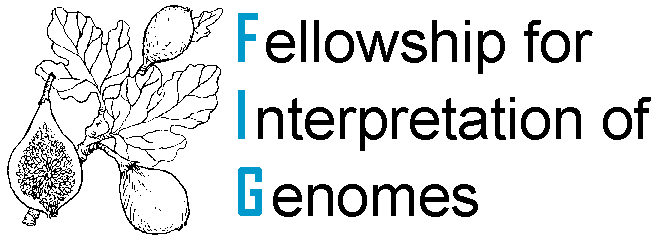 Fellowship for
Interpretation of
Genomes